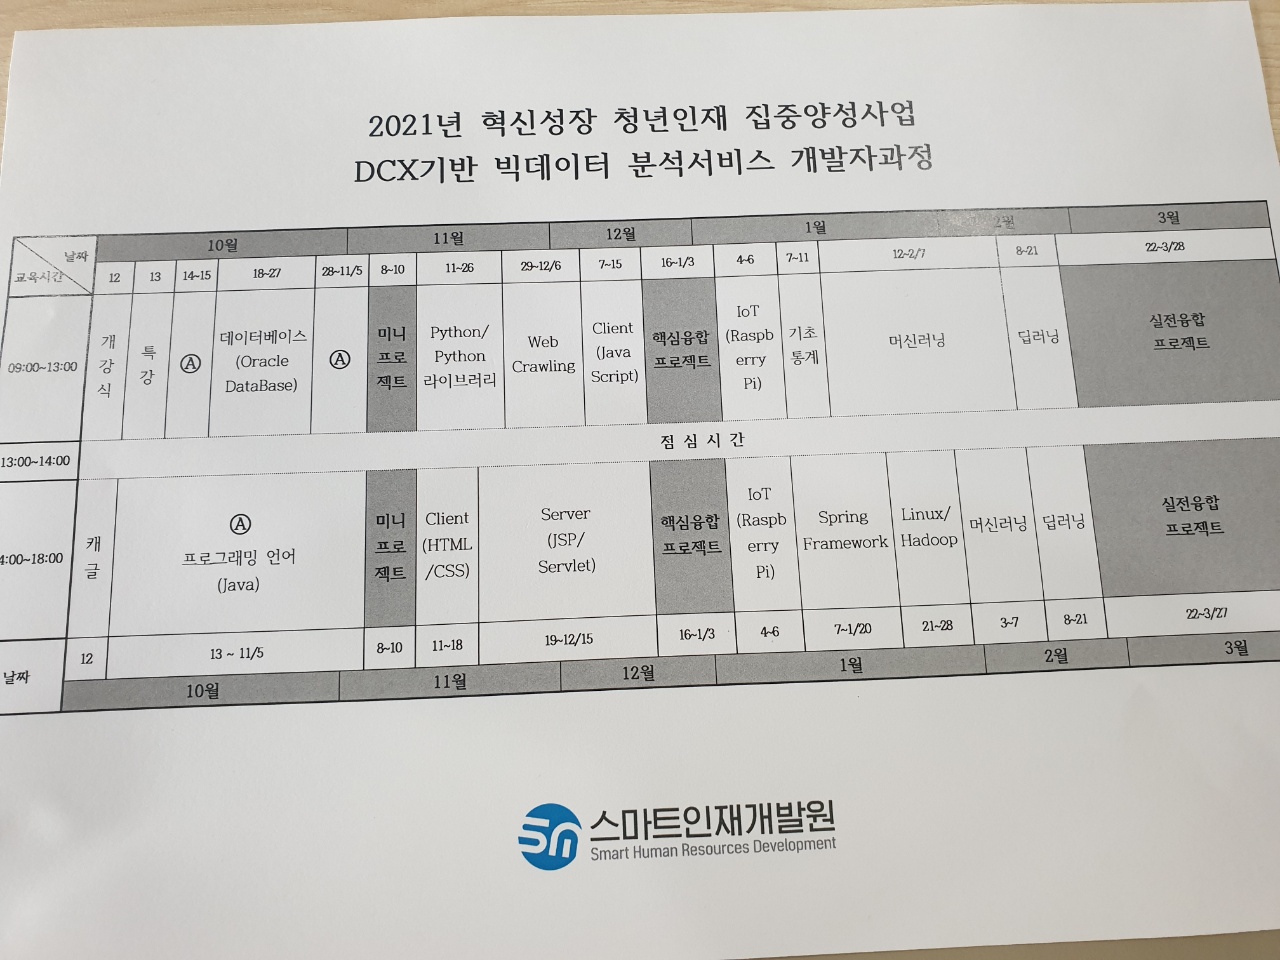 2021년 혁신성장 청년인재 집중양성사업
DCX기반 빅데이터 분석서비스 개발자과정
날짜
교육시간
10월 11월 12월 1월 2월 3월
12 13 14~15 18~27 28~11/5 8~10 11~26 29~12/6 7~15 16~1/3 4~6 7~11 12~2/7 8~21 22~3/28
09:00~13:00
개
강
식
특
강
Ⓐ
데이터베이스
(Oracle
DataBase)
Ⓐ
미니
프로
젝트
Python/
Python
라이브러리
Web
Crawling
Client
(Java
Script)
핵심융합
프로젝트
IoT
(Raspb
erry
Pi)
기초
통계
머신러닝
딥러닝
실전융합
프로젝트
13:00~14:00
점 심 시 간
4:00~18:00
캐
글
Ⓐ
프로그래밍 언어
(Java)
미니
프로
젝트
Client
(HTML
/CSS)
Server
(JSP/
Servlet)
핵심융합
프로젝트
IoT
(Raspb
erry
Pi)
Spring
Framework
Linux/
Hadoop
머신러닝
딥러닝
실전융합
프로젝트
날짜
12 13 ~ 11/5 8~10 11~18 19~12/15 16~1/3 4~6 7~1/20 21~28 3~7 8~21 22~3/27
10월 11월 12월 1월 2월 3월
스마트인재개발원
Smart Human Resources Development